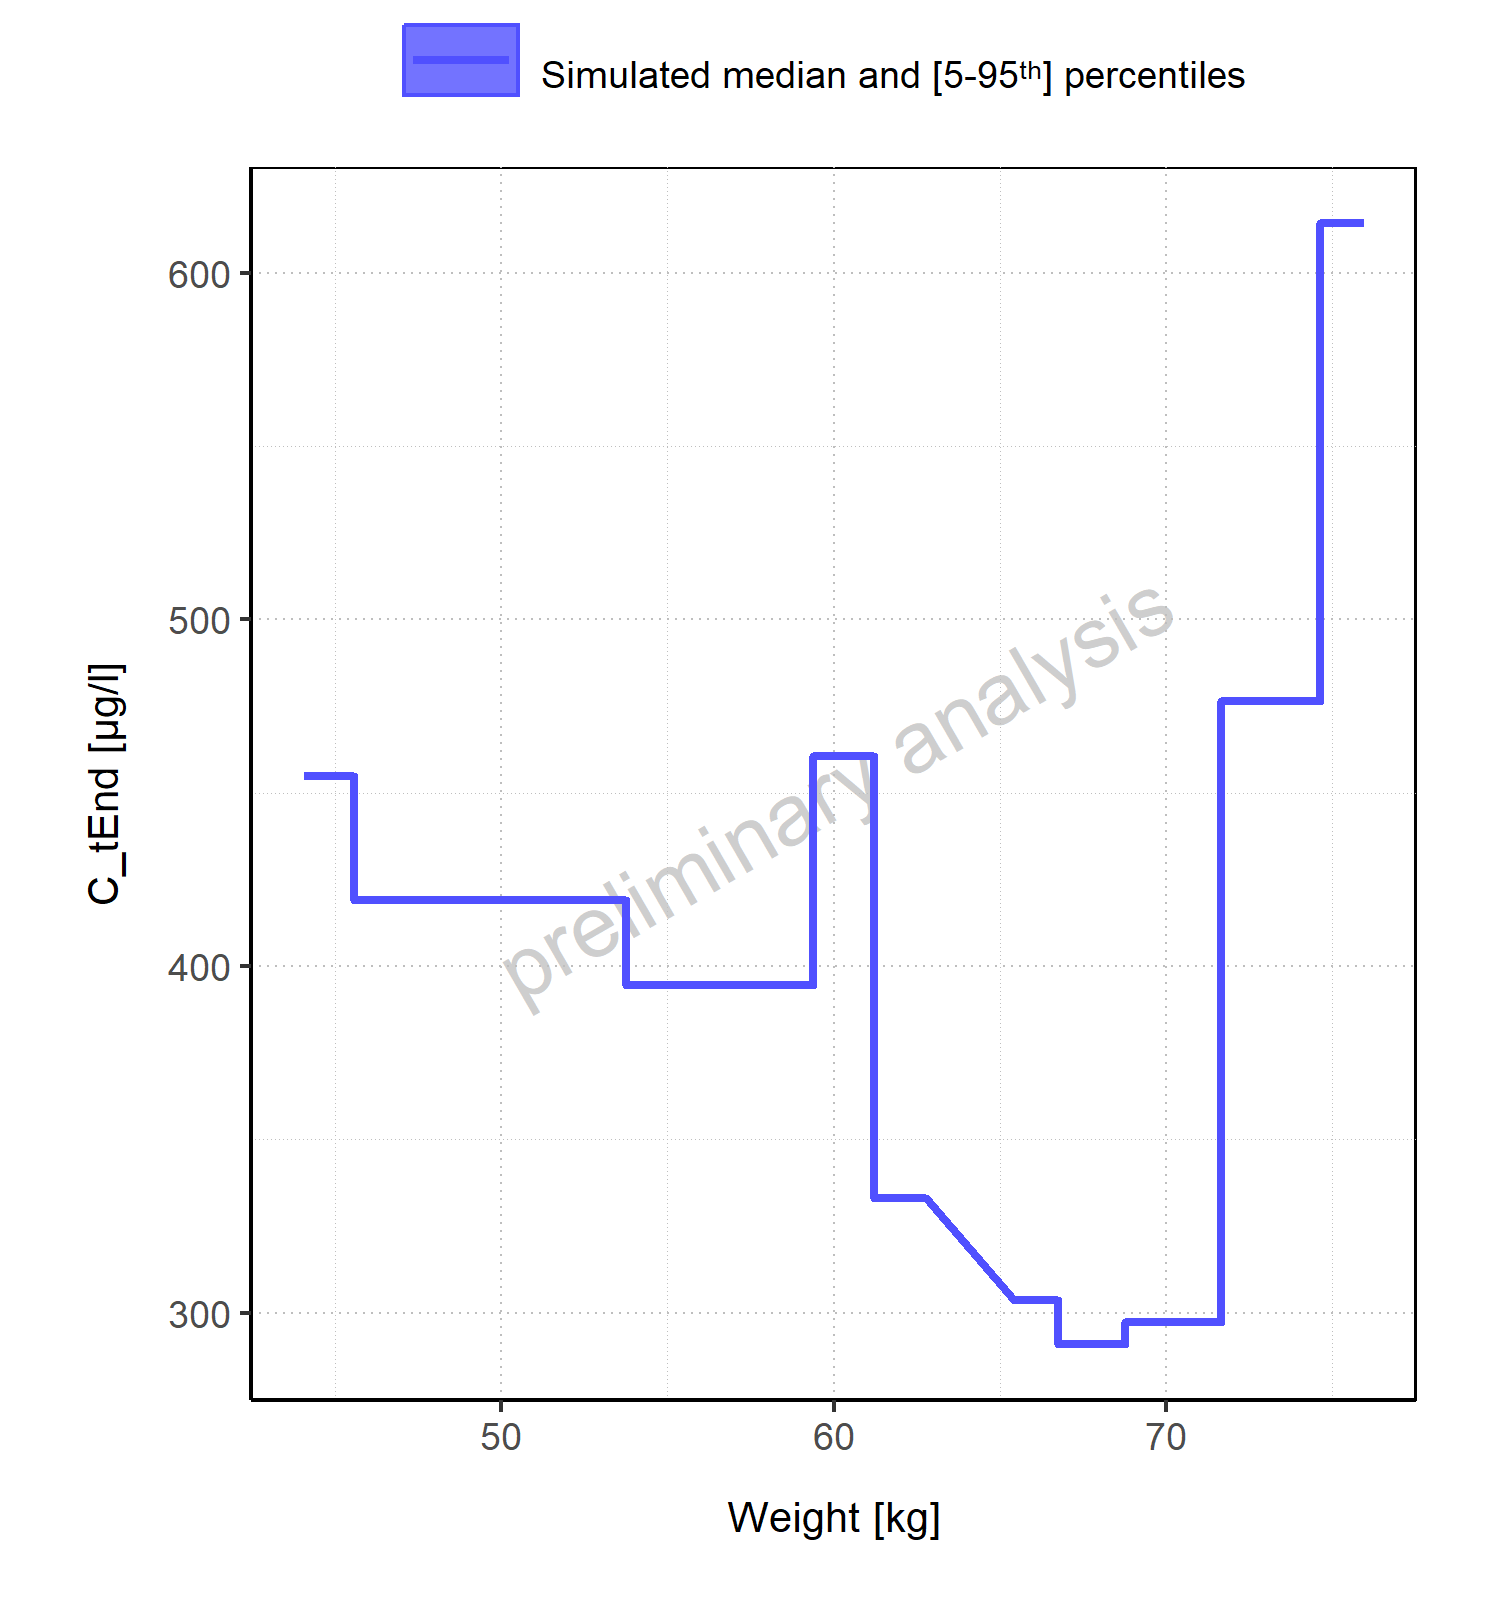 Simulated median and [5-95th] percentiles
600
500
400
300
C_tEnd [µg/l]
preliminary analysis
50 60 70
Weight [kg]